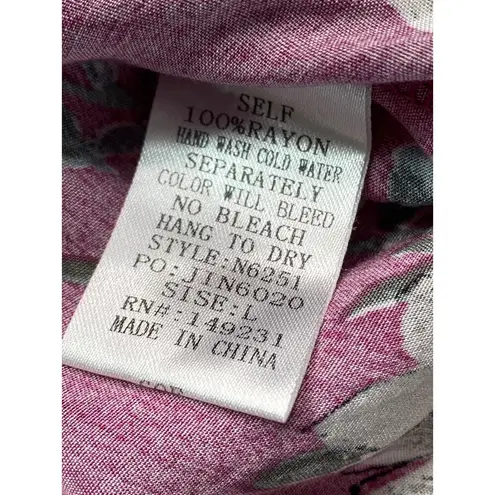 SELF
100%RAYON
HAND WASH COLD WATER
SEPARATELY
COLOR WILL BLEED
NO BLEACH
HANG TO DRY
STYLE:N6251
PO:JIN6020
SISE:L
RN#:149231
MADE IN CHINA